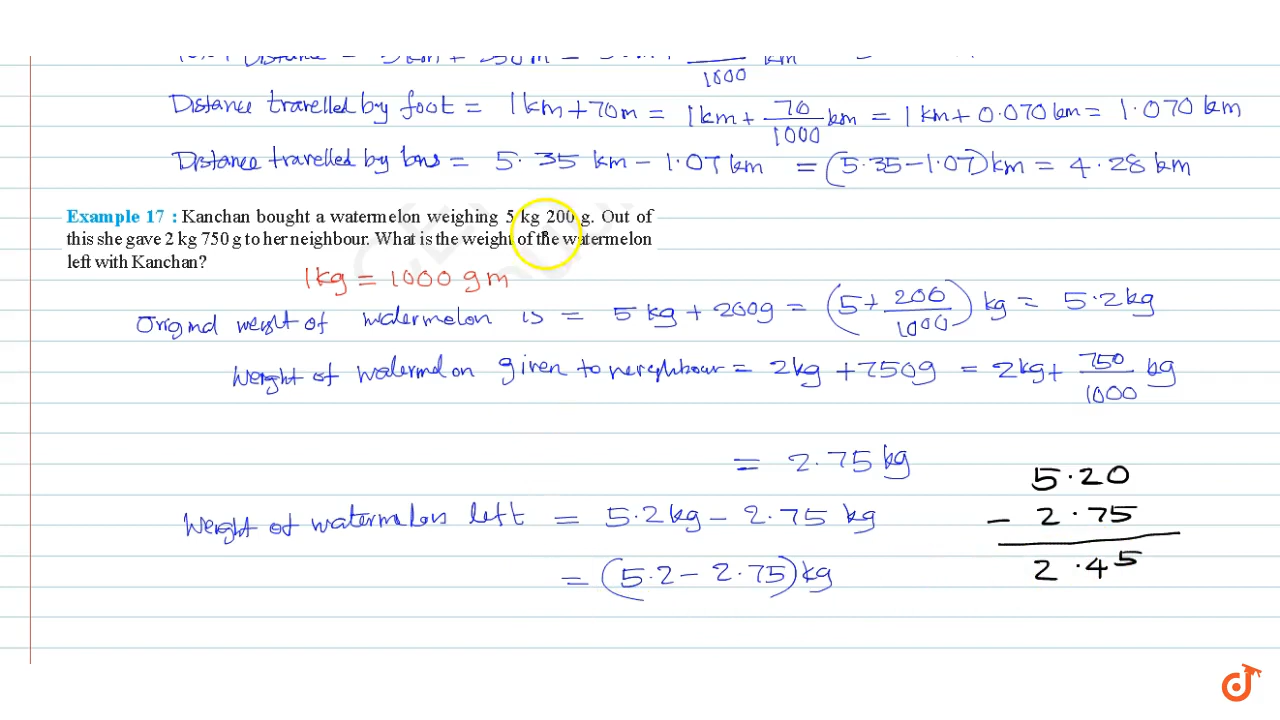 1000
Distance travelled by foot = 1km + 70m = 1km + 70/1000 km = 1 km + 0.070 km = 1.070 km
Distance travelled by bus = 5.35 km - 1.07 km = (5.35 - 1.07) km = 4.28 km
Example 17 : Kanchan bought a watermelon weighing 5 kg 200 g. Out of
this she gave 2 kg 750 g to her neighbour. What is the weight of the watermelon
left with Kanchan?
1kg = 1000 gm
Original weight of watermelon is = 5 kg + 200g = (5 + 200/1000) kg = 5.2 kg
Weight of watermelon given to neighbour = 2kg + 750g = 2kg + 750/1000 kg
= 2.75 kg
Weight of watermelon left = 5.2 kg - 2.75 kg
= (5.2 - 2.75) kg
5.20
- 2.75
2.45